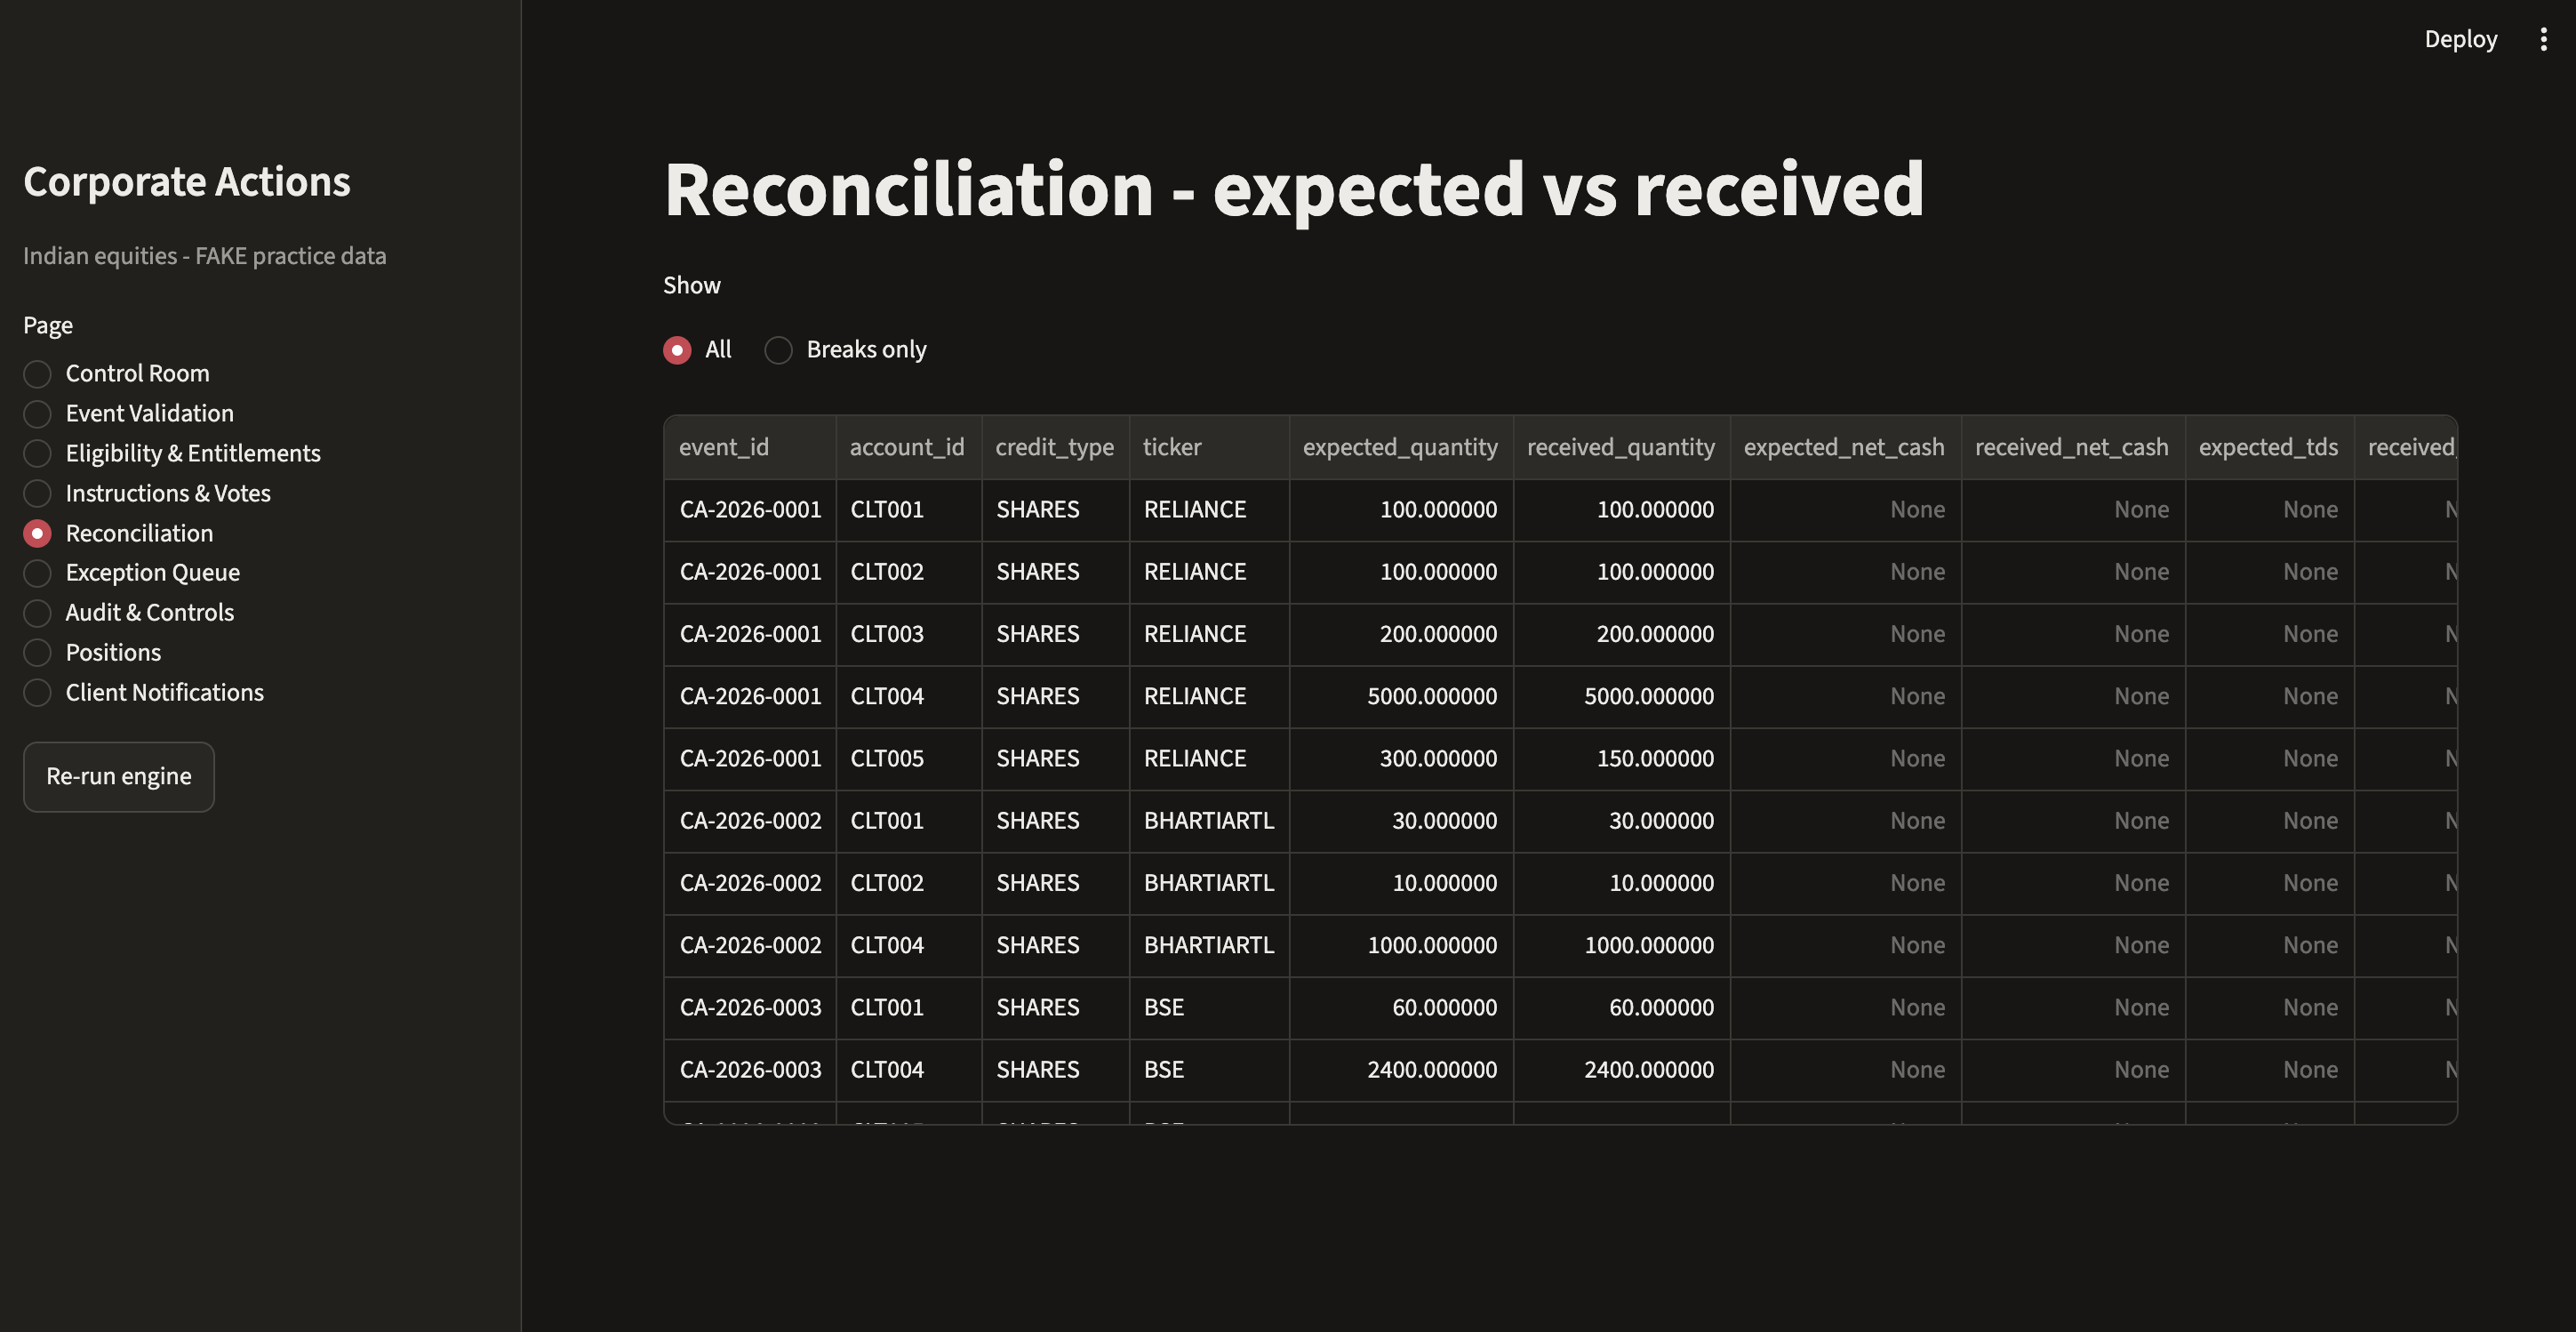 Deploy
Corporate Actions
Indian equities - FAKE practice data
Page
Control Room
Event Validation
Eligibility & Entitlements
Instructions & Votes
Reconciliation
Exception Queue
Audit & Controls
Positions
Client Notifications
Re-run engine
Reconciliation - expected vs received
Show
All Breaks only
event_id account_id credit_type ticker expected_quantity received_quantity expected_net_cash received_net_cash expected_tds received_
CA-2026-0001 CLT001 SHARES RELIANCE 100.000000 100.000000 None None None
CA-2026-0001 CLT002 SHARES RELIANCE 100.000000 100.000000 None None None
CA-2026-0001 CLT003 SHARES RELIANCE 200.000000 200.000000 None None None
CA-2026-0001 CLT004 SHARES RELIANCE 5000.000000 5000.000000 None None None
CA-2026-0001 CLT005 SHARES RELIANCE 300.000000 150.000000 None None None
CA-2026-0002 CLT001 SHARES BHARTIARTL 30.000000 30.000000 None None None
CA-2026-0002 CLT002 SHARES BHARTIARTL 10.000000 10.000000 None None None
CA-2026-0002 CLT004 SHARES BHARTIARTL 1000.000000 1000.000000 None None None
CA-2026-0003 CLT001 SHARES BSE 60.000000 60.000000 None None None
CA-2026-0003 CLT004 SHARES BSE 2400.000000 2400.000000 None None None